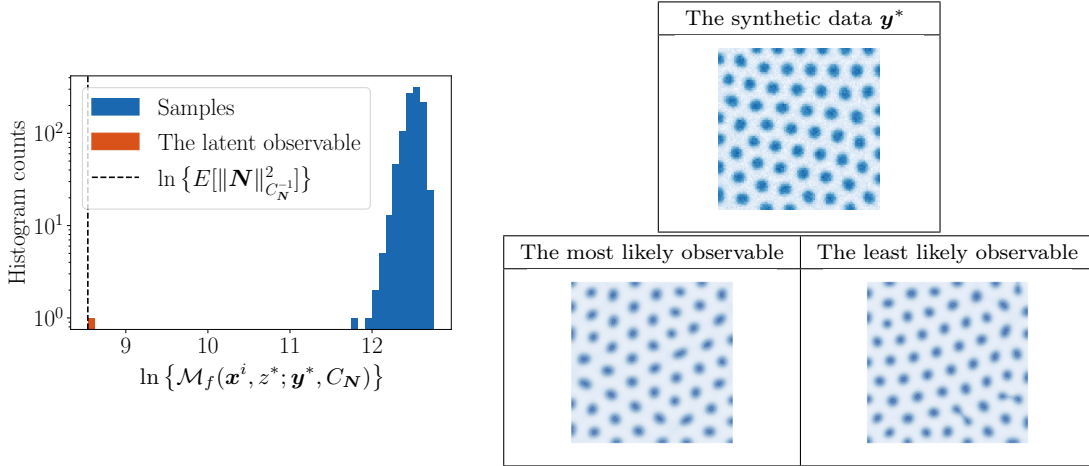 Histogram counts
10²
10¹
10⁰
Samples
The latent observable
ln {E[‖N‖²_{C_N^{-1}}]}
9 10 11 12
ln {ℳ_f(xⁱ, z*; y*, C_N)}
The synthetic data y*
The most likely observable The least likely observable